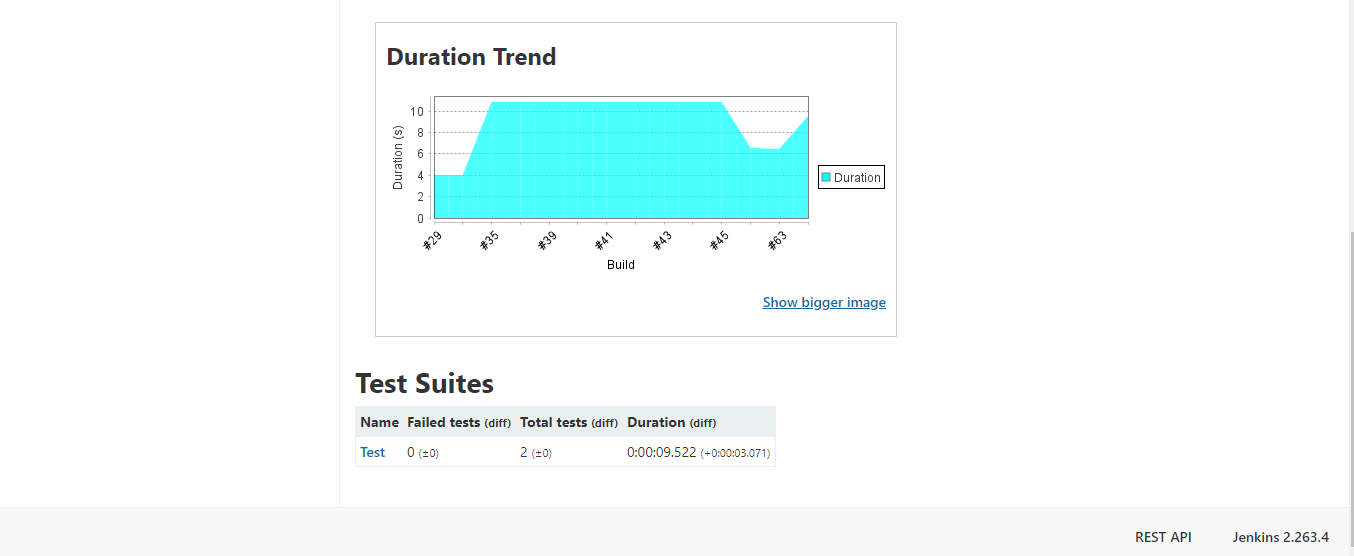 Duration Trend
10
8
6
4
2
0
Duration (s)
#29 #35 #39 #41 #43 #45 #63
Build
Duration
Show bigger image
Test Suites
Name Failed tests (diff) Total tests (diff) Duration (diff)
Test 0 (±0) 2 (±0) 0:00:09.522 (+0:00:03.071)
REST API Jenkins 2.263.4